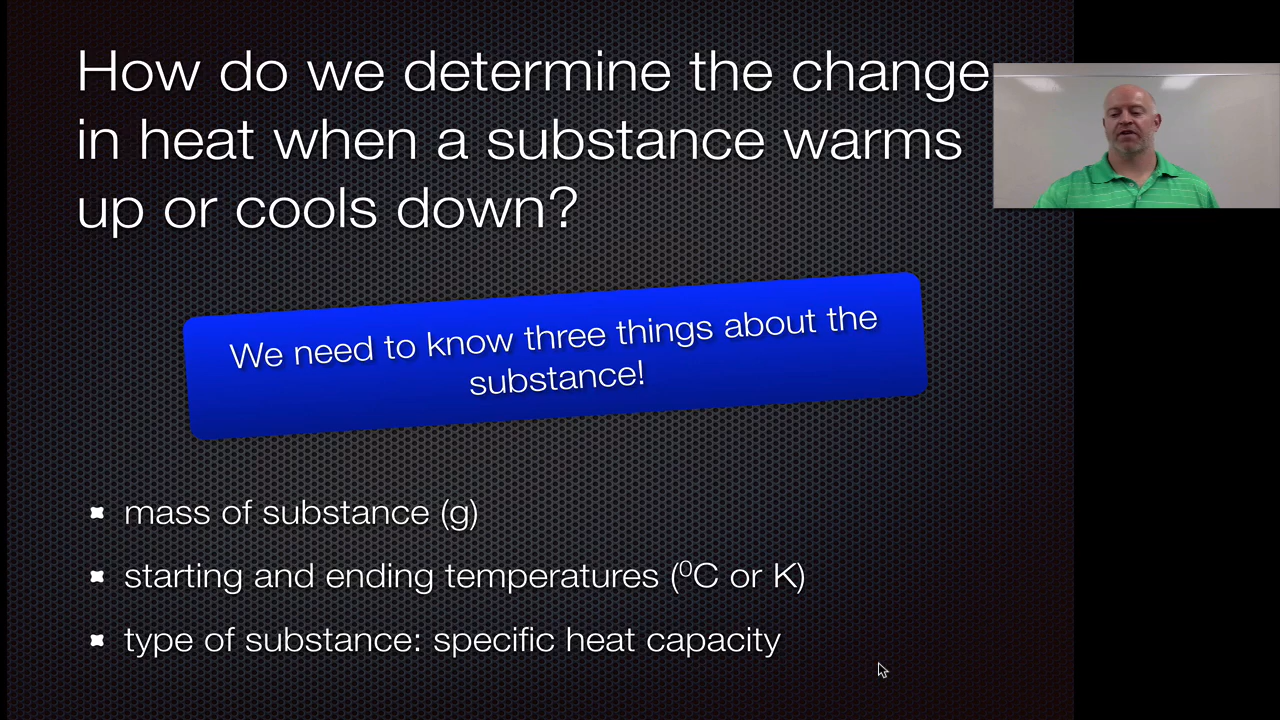 How do we determine the change
in heat when a substance warms
up or cools down?
We need to know three things about the
substance!
mass of substance (g)
starting and ending temperatures (⁰C or K)
type of substance: specific heat capacity